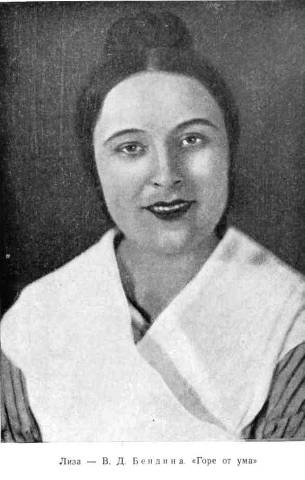 Лиза — В. Д. Бендина. «Горе от ума»